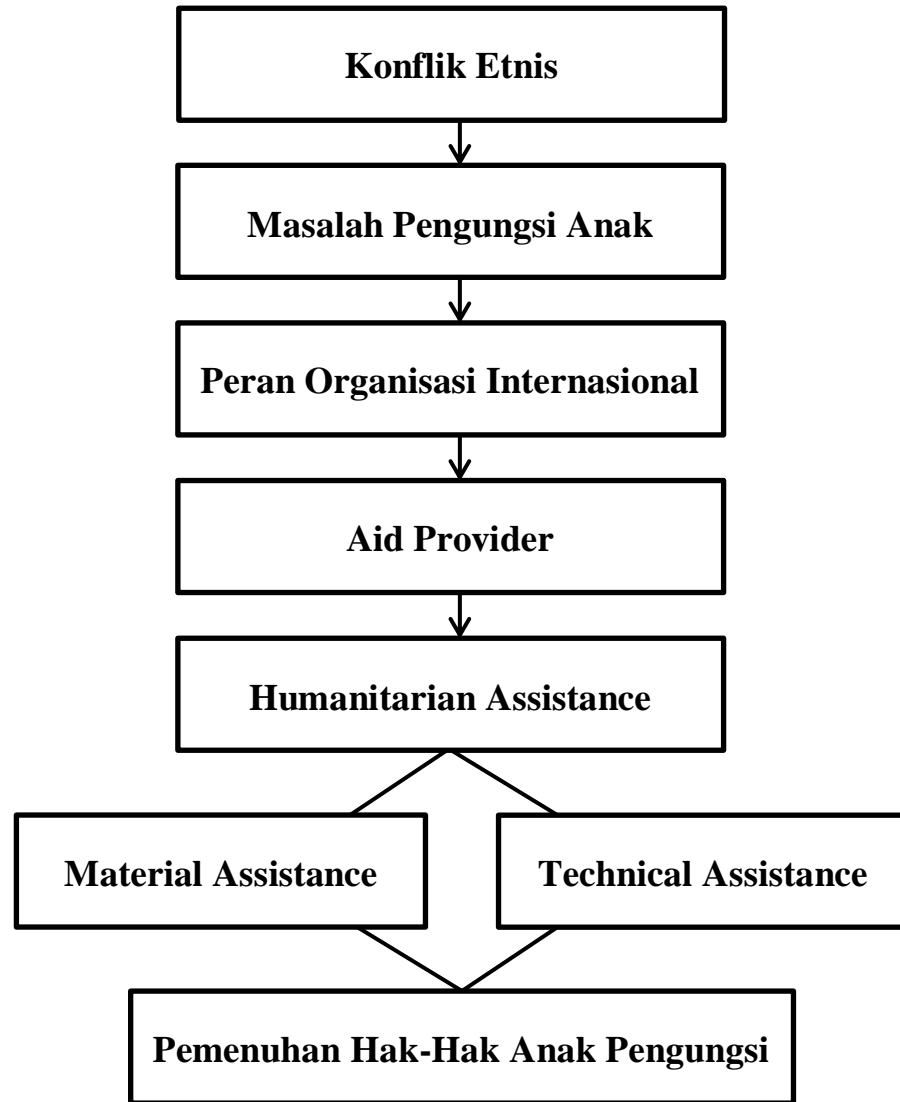 Konflik Etnis
Masalah Pengungsi Anak
Peran Organisasi Internasional
Aid Provider
Humanitarian Assistance
Material Assistance
Technical Assistance
Pemenuhan Hak-Hak Anak Pengungsi